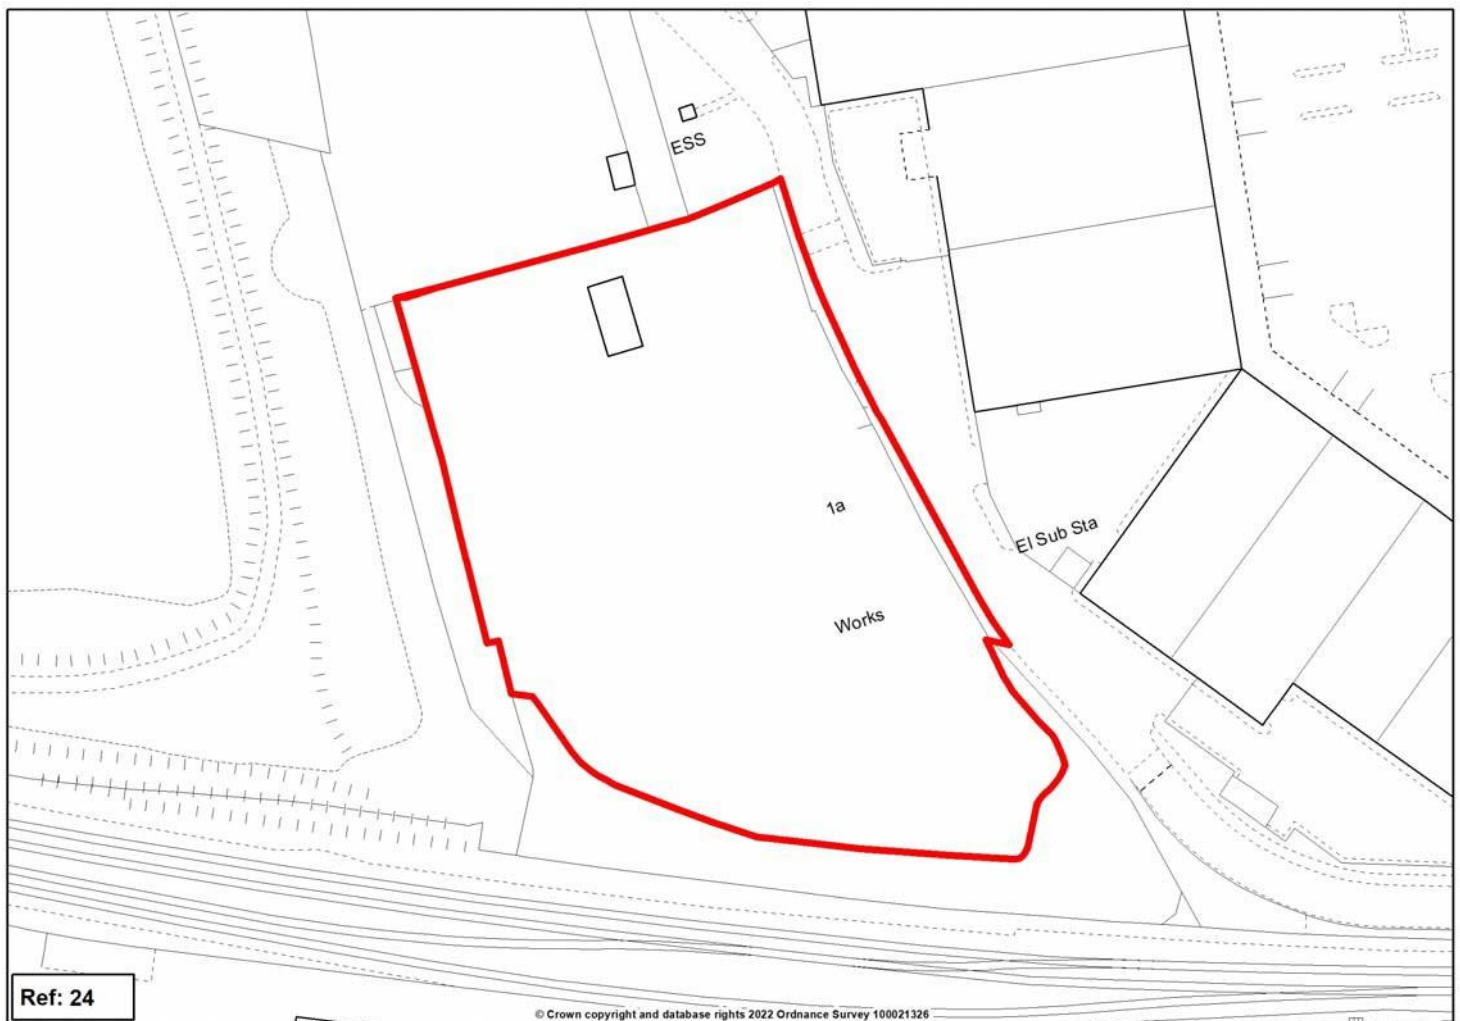 ESS
1a
El Sub Sta
Works
Ref: 24
© Crown copyright and database rights 2022 Ordnance Survey 100021326